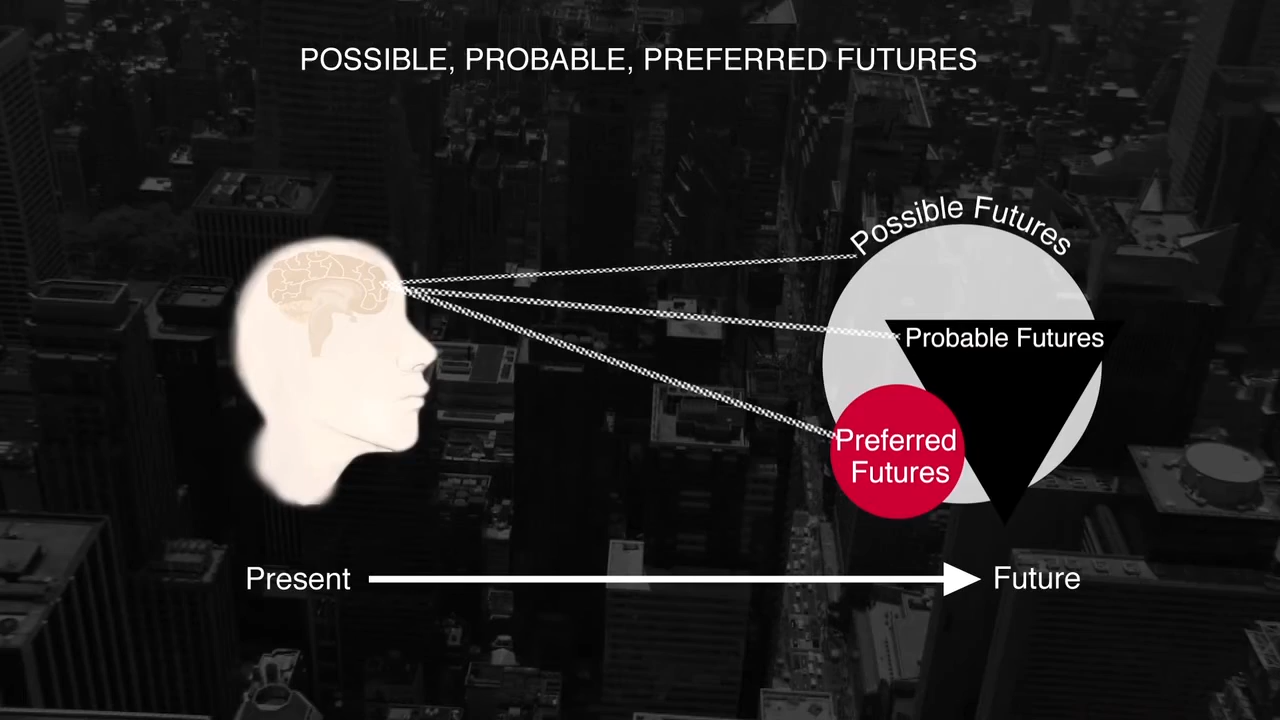 POSSIBLE, PROBABLE, PREFERRED FUTURES
Possible Futures
Probable Futures
Preferred
Futures
Present
Future